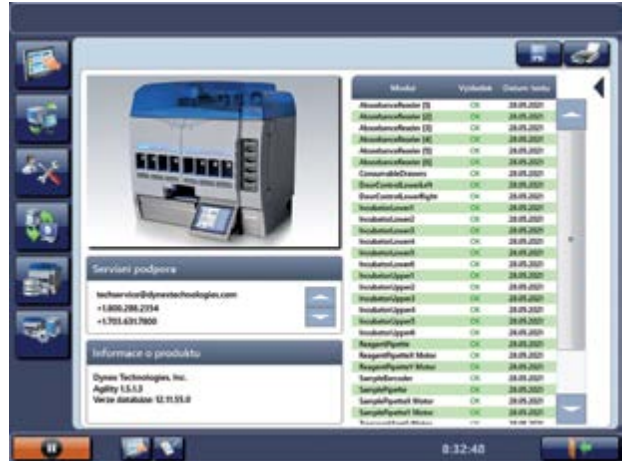 Modul Výsledek Datum testu
AbsorbanceReader [1] OK 28.05.2021
AbsorbanceReader [2] OK 28.05.2021
AbsorbanceReader [3] OK 28.05.2021
AbsorbanceReader [4] OK 28.05.2021
AbsorbanceReader [5] OK 28.05.2021
AbsorbanceReader [6] OK 28.05.2021
ConsumableDrawers OK 28.05.2021
DoorControlLowerLeft OK 28.05.2021
DoorControlLowerRight OK 28.05.2021
IncubatorLower1 OK 28.05.2021
IncubatorLower2 OK 28.05.2021
IncubatorLower3 OK 28.05.2021
IncubatorLower4 OK 28.05.2021
IncubatorLower5 OK 28.05.2021
IncubatorLower6 OK 28.05.2021
IncubatorUpper1 OK 28.05.2021
IncubatorUpper2 OK 28.05.2021
IncubatorUpper3 OK 28.05.2021
IncubatorUpper4 OK 28.05.2021
IncubatorUpper5 OK 28.05.2021
IncubatorUpper6 OK 28.05.2021
ReagentPipette OK 28.05.2021
ReagentPipetteX Motor OK 28.05.2021
ReagentPipetteY Motor OK 28.05.2021
SampleBarcoder OK 28.05.2021
SamplePipette OK 28.05.2021
SamplePipetteX Motor OK 28.05.2021
SamplePipetteY Motor OK 28.05.2021
Servisní podpora
techservice@dynextechnologies.com
+1.800.288.2354
+1.703.631.7800
Informace o produktu
Dynex Technologies, Inc.
Agility 1.5.1.3
Verze databáze: 12.11.55.0
8:32:48